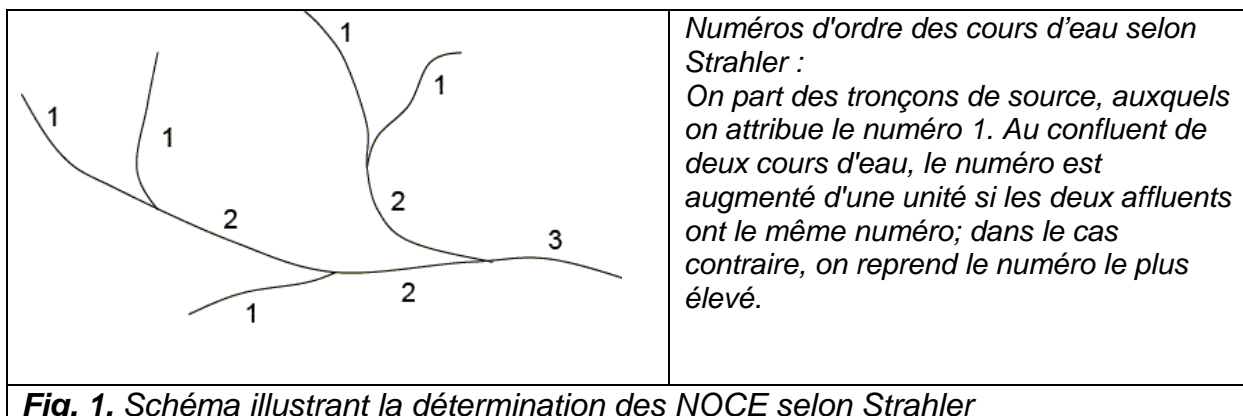 1
1
1
1
2
2
3
2
1
Numéros d'ordre des cours d’eau selon
Strahler :
On part des tronçons de source, auxquels
on attribue le numéro 1. Au confluent de
deux cours d'eau, le numéro est
augmenté d'une unité si les deux affluents
ont le même numéro; dans le cas
contraire, on reprend le numéro le plus
élevé.
Fig. 1. Schéma illustrant la détermination des NOCE selon Strahler